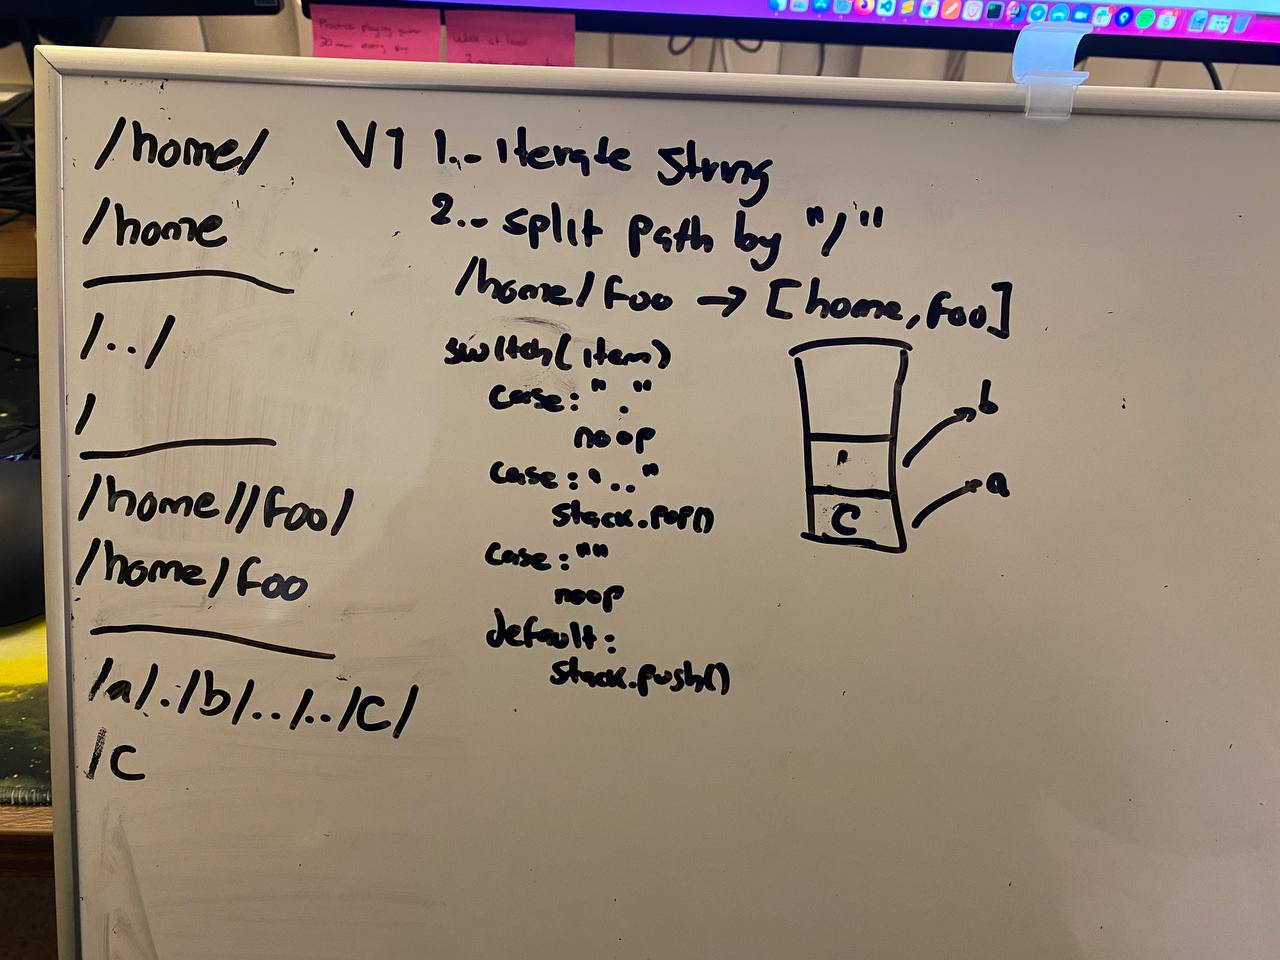 Practice playing guitar
20 min every day
Work at least
/home/
/home
/../
/
/home//foo/
/home/foo
/a/./b/../../c/
/c
V1 1.- iterate string
2.- split path by "/"
/home/foo → [home, foo]
switch(item)
case: "."
noop
case: ".."
stack.pop()
case: ""
noop
default:
stack.push()
b
a
C